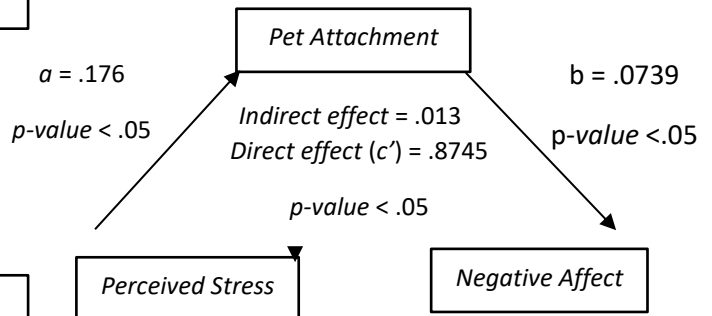 Pet Attachment
a = .176
b = .0739
p-value < .05
Indirect effect = .013
p-value <.05
Direct effect (c’) = .8745
p-value < .05
Perceived Stress
Negative Affect